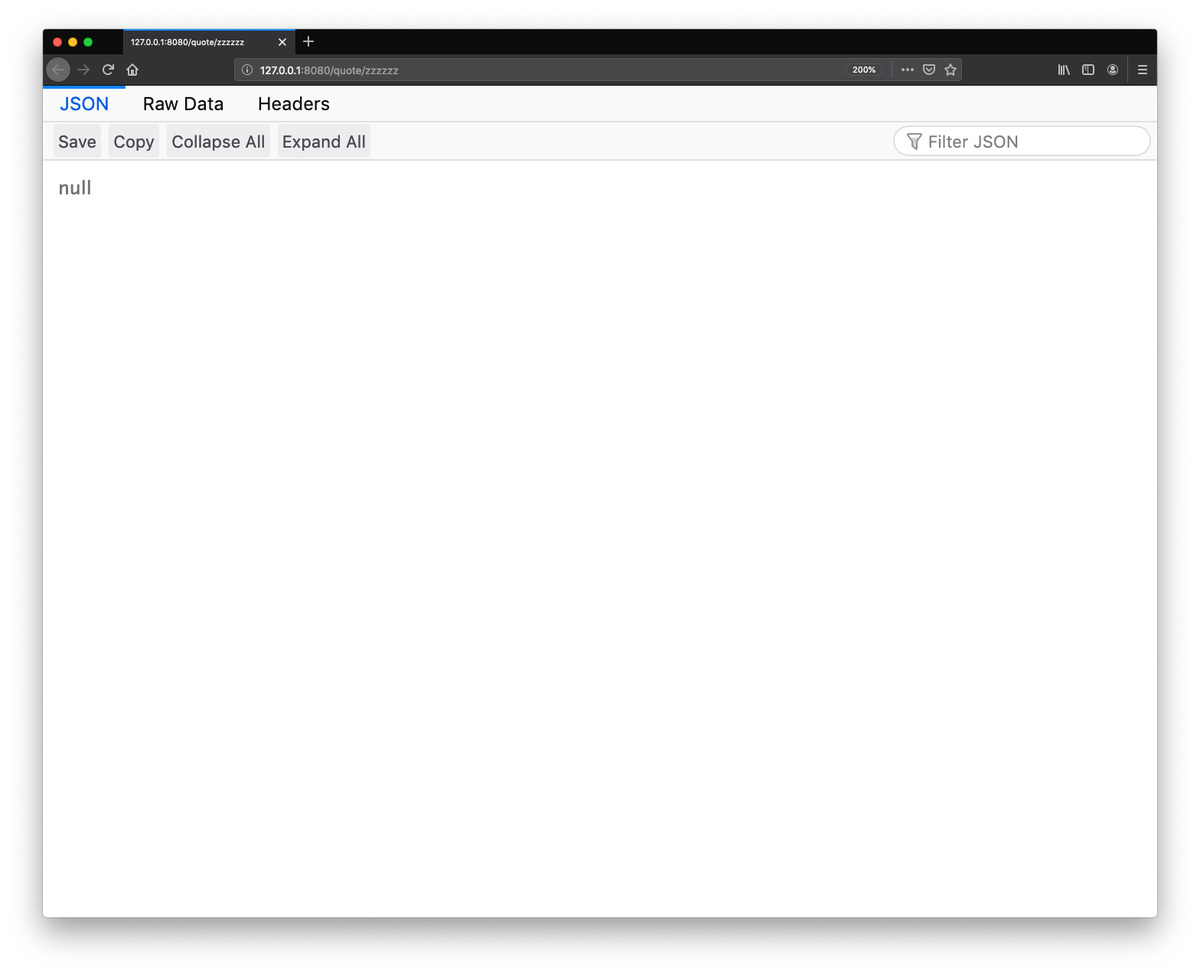 127.0.0.1:8080/quote/zzzzzz
127.0.0.1:8080/quote/zzzzzz 200%
JSON Raw Data Headers
Save Copy Collapse All Expand All Filter JSON
null